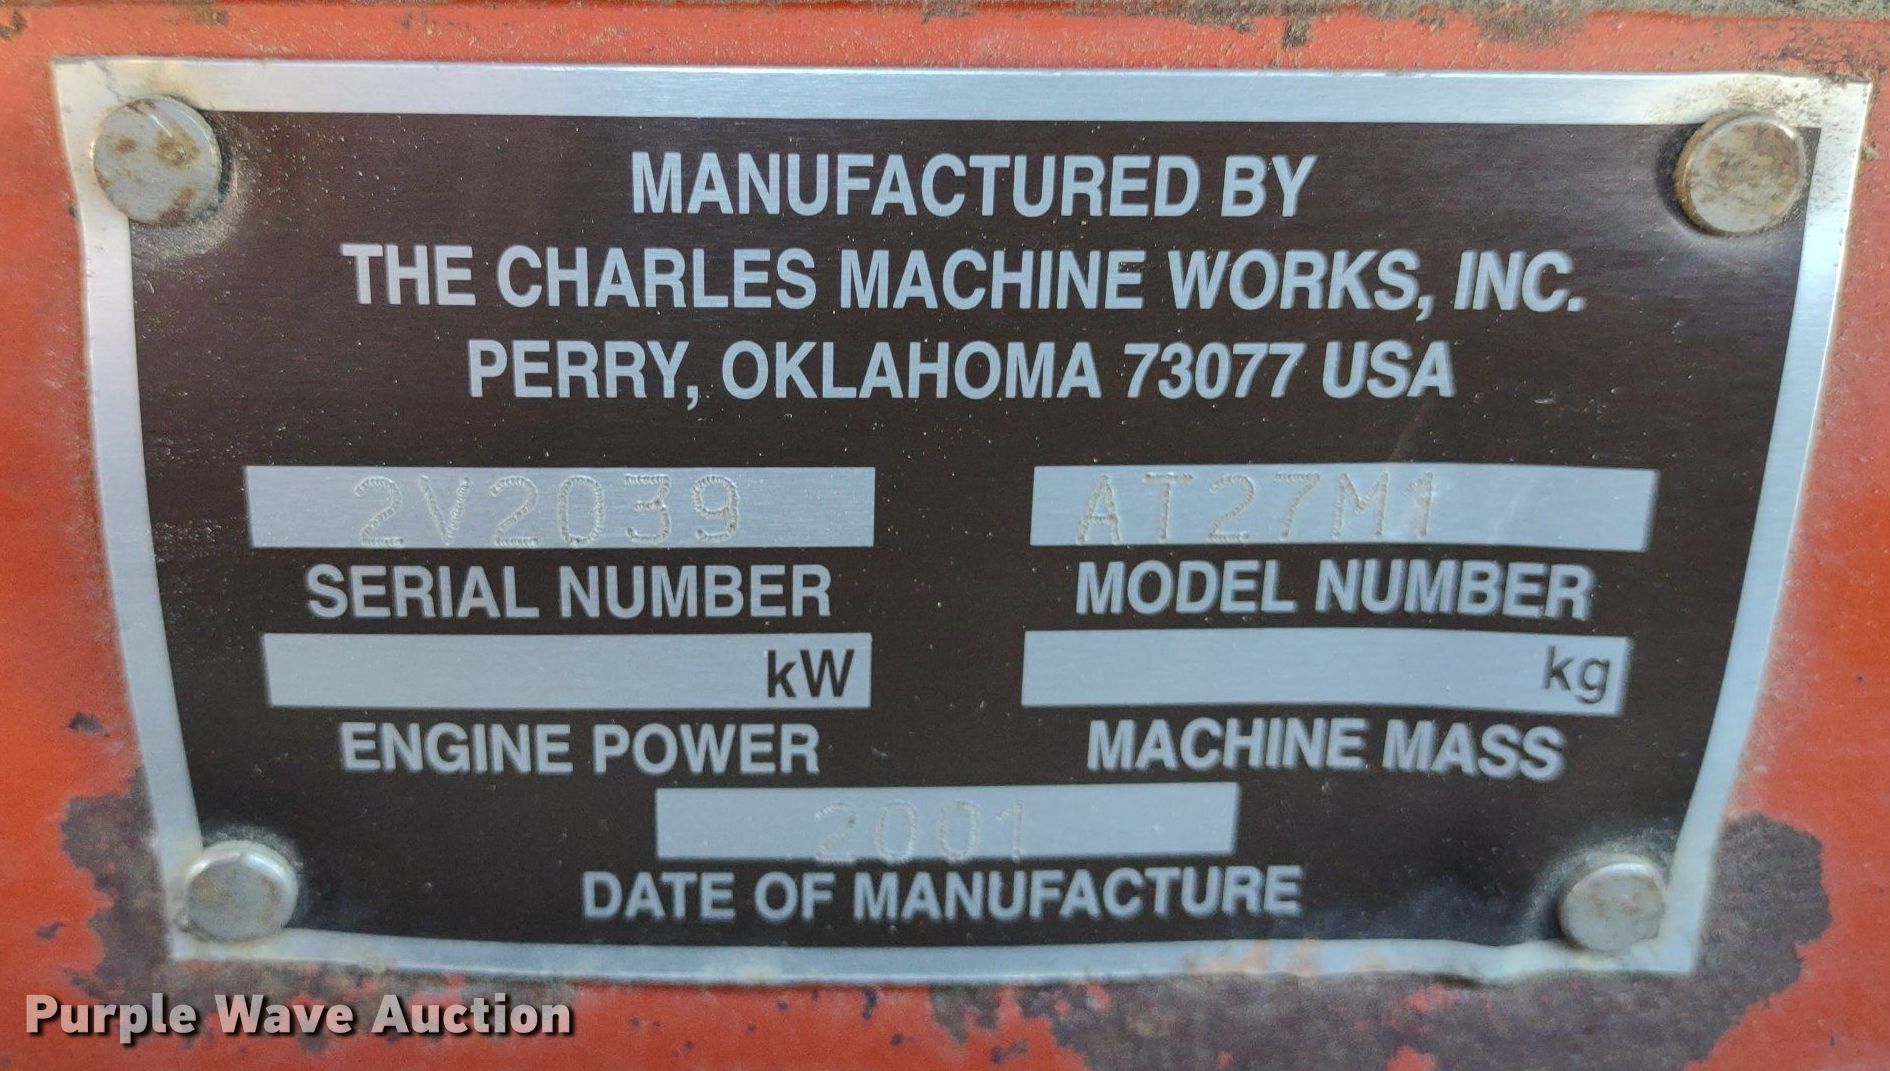 MANUFACTURED BY
THE CHARLES MACHINE WORKS, INC.
PERRY, OKLAHOMA 73077 USA
2V2039 AT27M1
SERIAL NUMBER MODEL NUMBER
kW kg
ENGINE POWER MACHINE MASS
2001
DATE OF MANUFACTURE
Purple Wave Auction